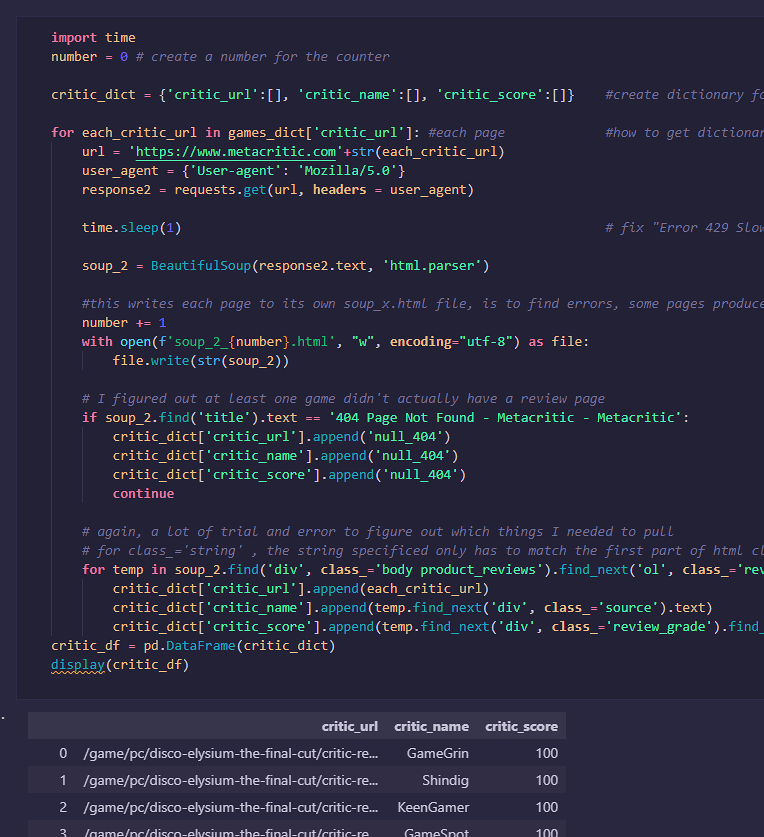 import time
number = 0 # create a number for the counter
critic_dict = {'critic_url':[], 'critic_name':[], 'critic_score':[]}    #create dictionary
for each_critic_url in games_dict['critic_url']: #each page    #how to get
url = 'https://www.metacritic.com'+str(each_critic_url)
user_agent = {'User-agent': 'Mozilla/5.0'}
response2 = requests.get(url, headers = user_agent)
time.sleep(1)    # fix "Error 429
soup_2 = BeautifulSoup(response2.text, 'html.parser')
#this writes each page to its own soup_x.html file, is to find errors, some pages
number += 1
with open(f'soup_2_{number}.html', "w", encoding="utf-8") as file:
file.write(str(soup_2))
# I figured out at least one game didn't actually have a review page
if soup_2.find('title').text == '404 Page Not Found - Metacritic - Metacritic':
critic_dict['critic_url'].append('null_404')
critic_dict['critic_name'].append('null_404')
critic_dict['critic_score'].append('null_404')
continue
# again, a lot of trial and error to figure out which things I needed to pull
# for class_='string' , the string specificed only has to match the first part of html
for temp in soup_2.find('div', class_='body product_reviews').find_next('ol', class_=
critic_dict['critic_url'].append(each_critic_url)
critic_dict['critic_name'].append(temp.find_next('div', class_='source').text)
critic_dict['critic_score'].append(temp.find_next('div', class_='review_grade').
critic_df = pd.DataFrame(critic_dict)
display(critic_df)
critic_url critic_name critic_score
0 /game/pc/disco-elysium-the-final-cut/critic-re... GameGrin 100
1 /game/pc/disco-elysium-the-final-cut/critic-re... Shindig 100
2 /game/pc/disco-elysium-the-final-cut/critic-re... KeenGamer 100
3 /game/pc/disco-elysium-the-final-cut/critic-re... GameSpot 100